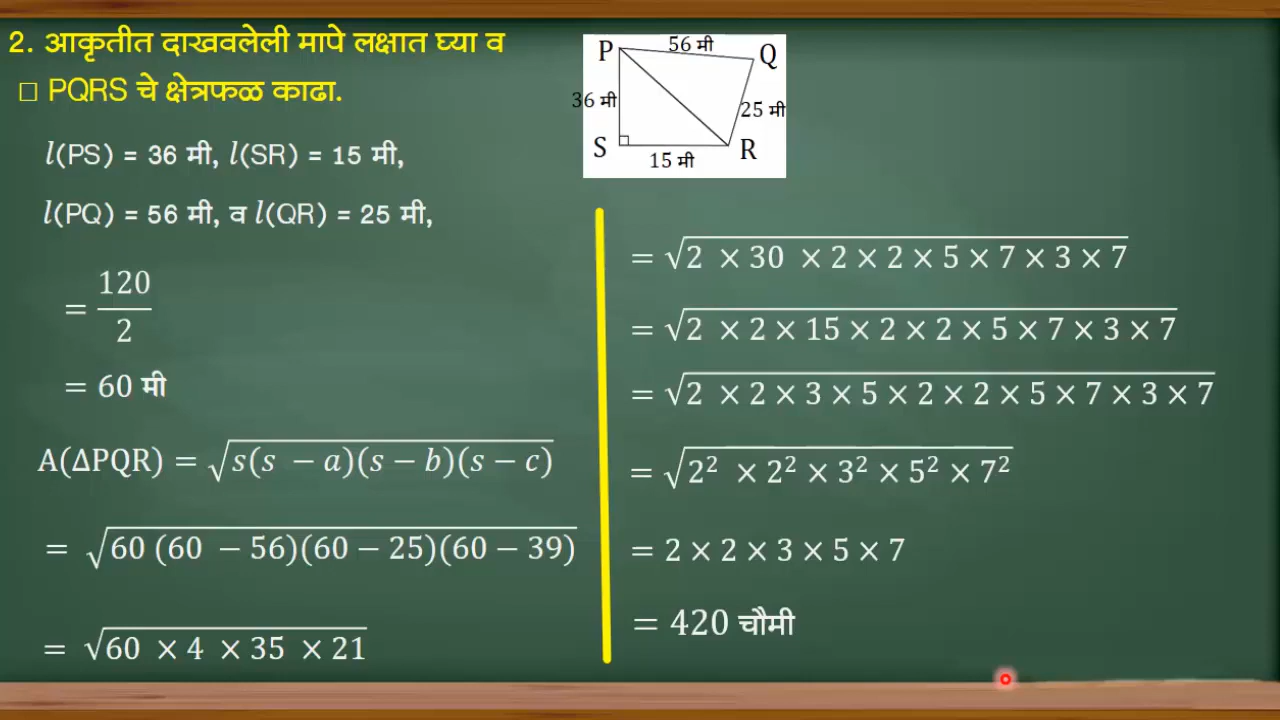 2. आकृतीत दाखवलेली मापे लक्षात घ्या व
□ PQRS चे क्षेत्रफळ काढा.
l(PS) = 36 मी, l(SR) = 15 मी,
l(PQ) = 56 मी, व l(QR) = 25 मी,
= 120/2
= 60 मी
A(ΔPQR) = √(s(s − a)(s − b)(s − c))
= √(60 (60 − 56)(60 − 25)(60 − 39))
= √(60 × 4 × 35 × 21)
P
56 मी
Q
36 मी
25 मी
S
15 मी
R
= √(2 × 30 × 2 × 2 × 5 × 7 × 3 × 7)
= √(2 × 2 × 15 × 2 × 2 × 5 × 7 × 3 × 7)
= √(2 × 2 × 3 × 5 × 2 × 2 × 5 × 7 × 3 × 7)
= √(2² × 2² × 3² × 5² × 7²)
= 2 × 2 × 3 × 5 × 7
= 420 चौमी